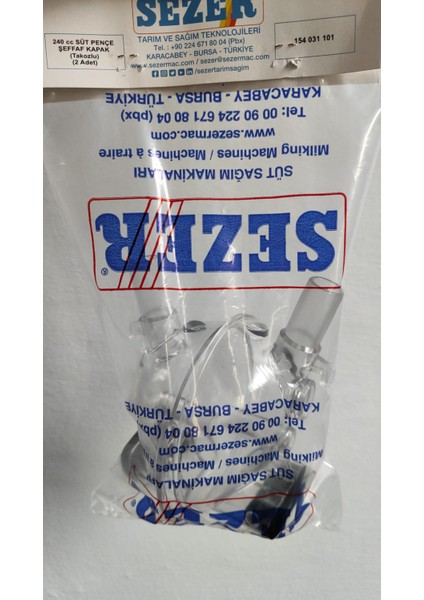 SEZER
TARIM VE SAĞIM TEKNOLOJİLERİ
Tel. : +90 224 671 80 04 (Pbx)
KARACABEY - BURSA - TÜRKİYE
www.sezermac.com / sezer@sezermac.com
/sezertarimsagim
240 cc SÜT PENÇE
ŞEFFAF KAPAK
(Takozlu)
(2 Adet)
154 031 101
KARACABEY - BURSA - TÜRKİYE
Tel: 00 90 224 671 80 04 (pbx)
www.sezermac.com
Milking Machines / Machines à traire
SÜT SAĞIM MAKİNALARI
SEZER
®
KARACABEY - BURSA - TÜRKİYE
Tel: 00 90 224 671 80 04 (pbx)
www.sezermac.com
Milking Machines / Machines à
SÜT SAĞIM MAKİNALARI